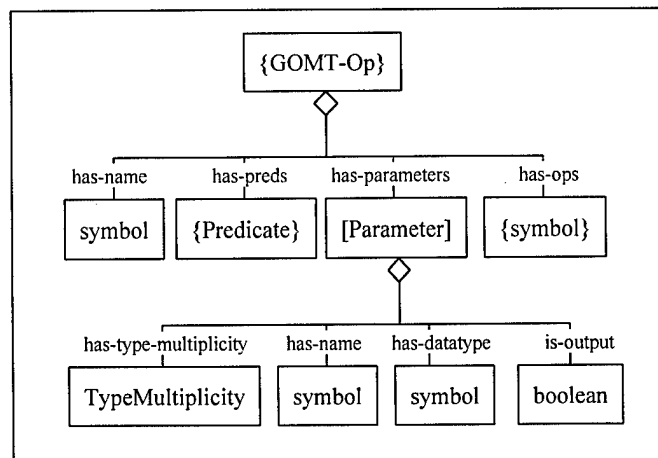 {GOMT-Op}
has-name has-preds has-parameters has-ops
symbol {Predicate} [Parameter] {symbol}
has-type-multiplicity has-name has-datatype is-output
TypeMultiplicity symbol symbol boolean